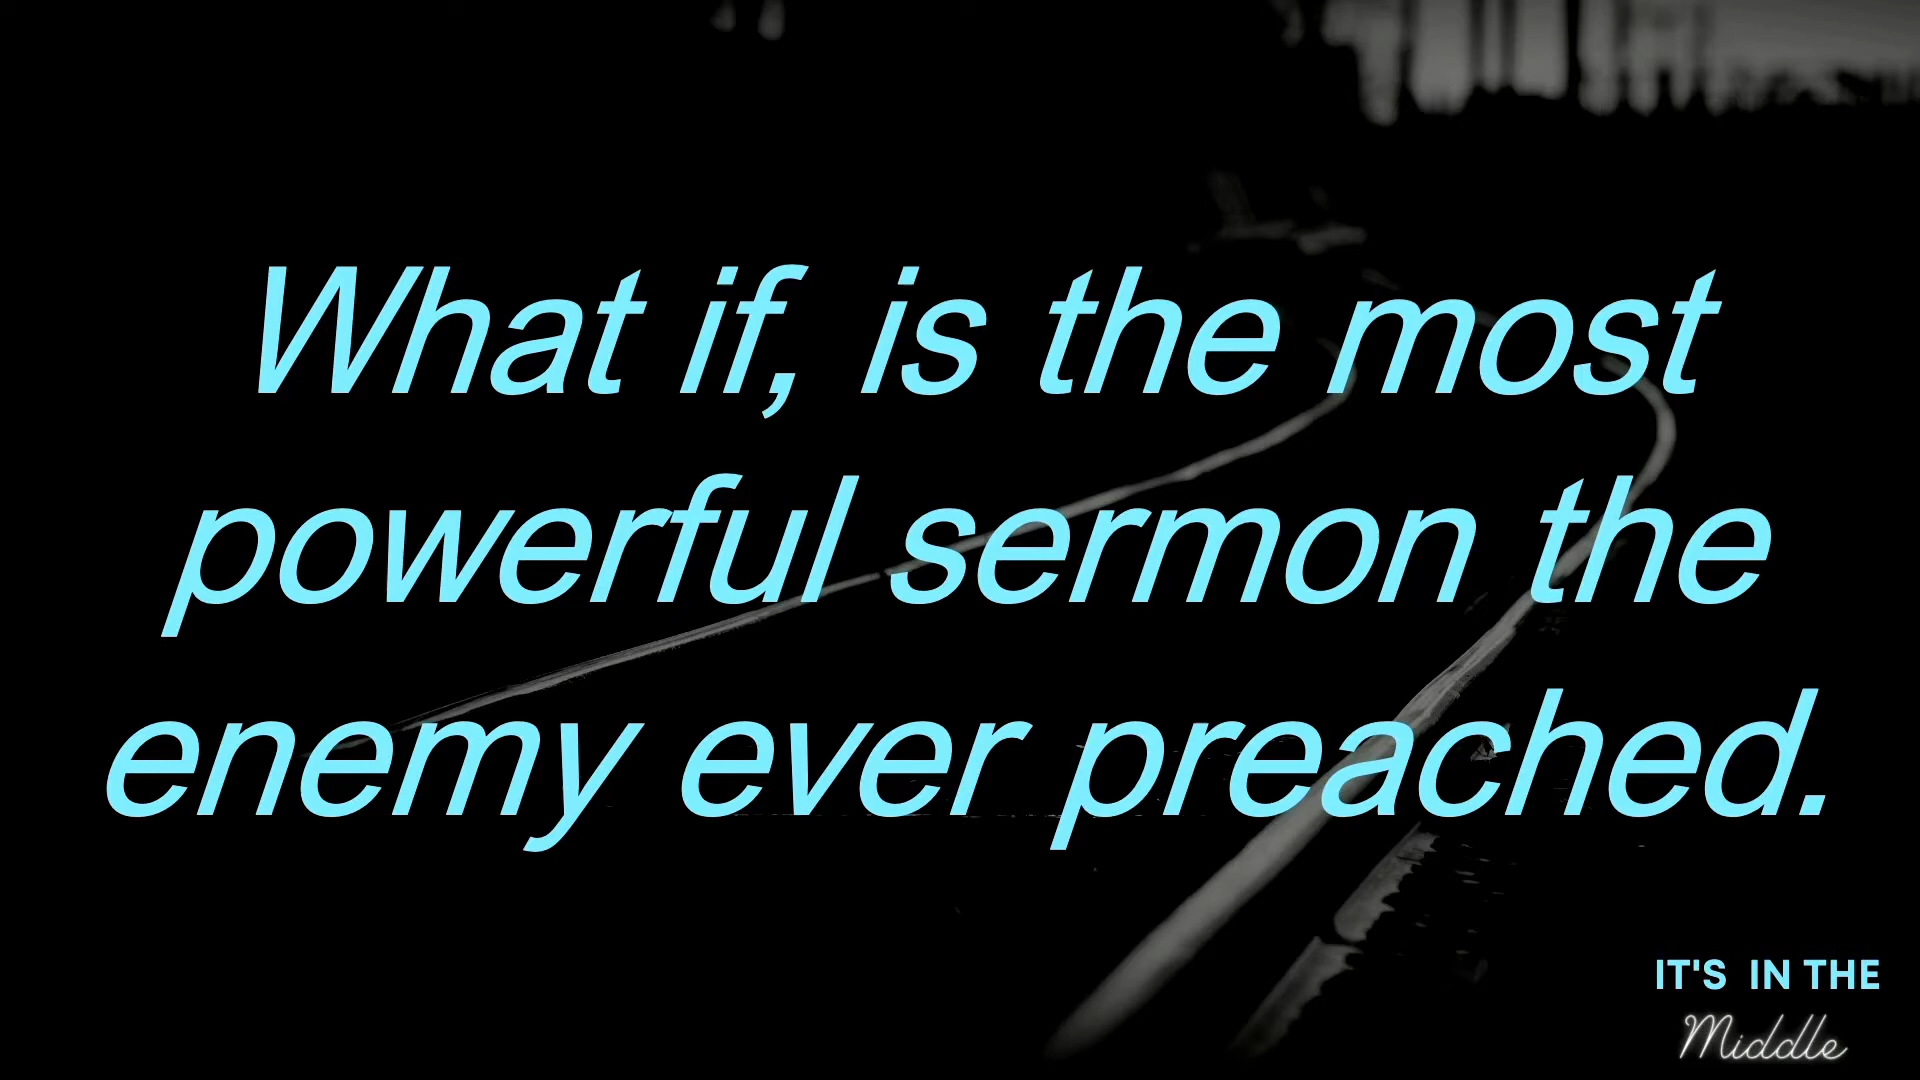 What if, is the most
powerful sermon the
enemy ever preached.
IT'S IN THE
Middle